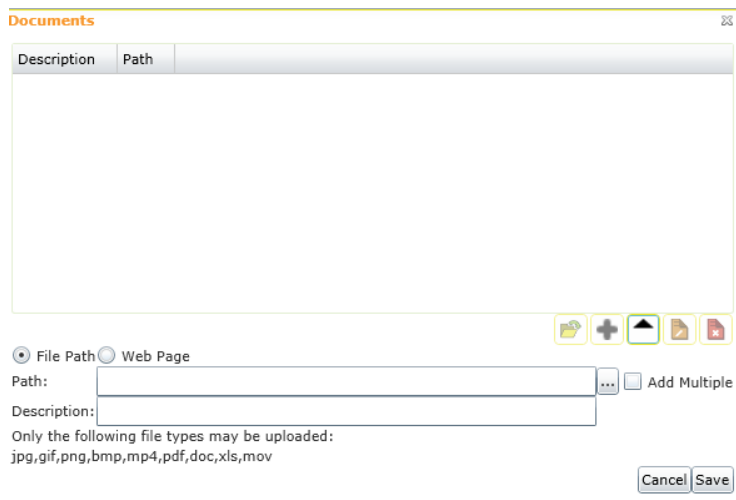 Documents
Description Path
File Path Web Page
Path: ... Add Multiple
Description:
Only the following file types may be uploaded:
jpg,gif,png,bmp,mp4,pdf,doc,xls,mov
Cancel Save